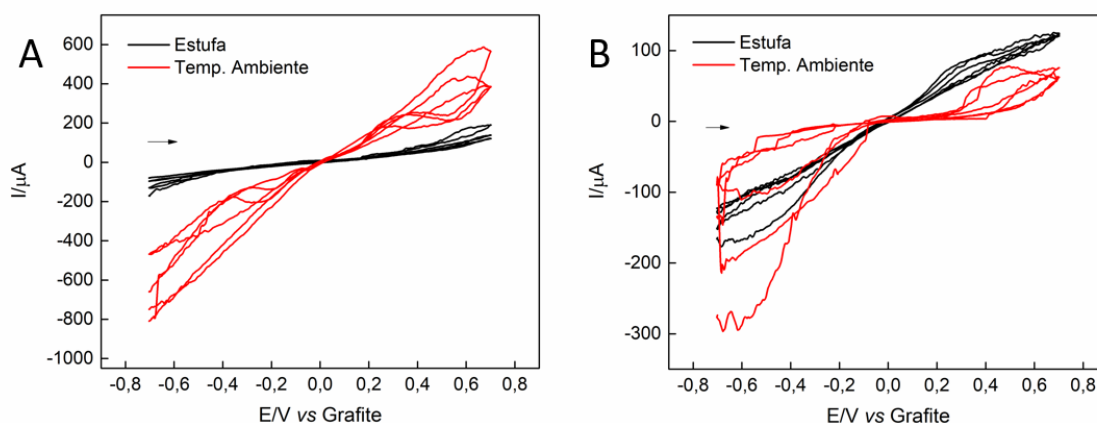 A
Estufa
Temp. Ambiente
600
400
200
0
-200
-400
-600
-800
-1000
I/µA
-0,8 -0,6 -0,4 -0,2 0,0 0,2 0,4 0,6 0,8
E/V vs Grafite
B
Estufa
Temp. Ambiente
100
0
-100
-200
-300
I/µA
-0,8 -0,6 -0,4 -0,2 0,0 0,2 0,4 0,6 0,8
E/V vs Grafite